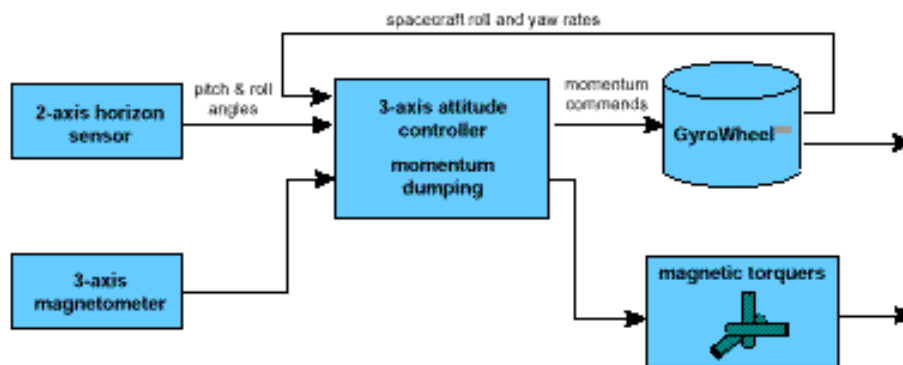 spacecraft roll and yaw rates
pitch & roll
angles
2-axis horizon
sensor
3-axis attitude
controller
momentum
dumping
momentum
commands
GyroWheel
3-axis
magnetometer
magnetic torquers